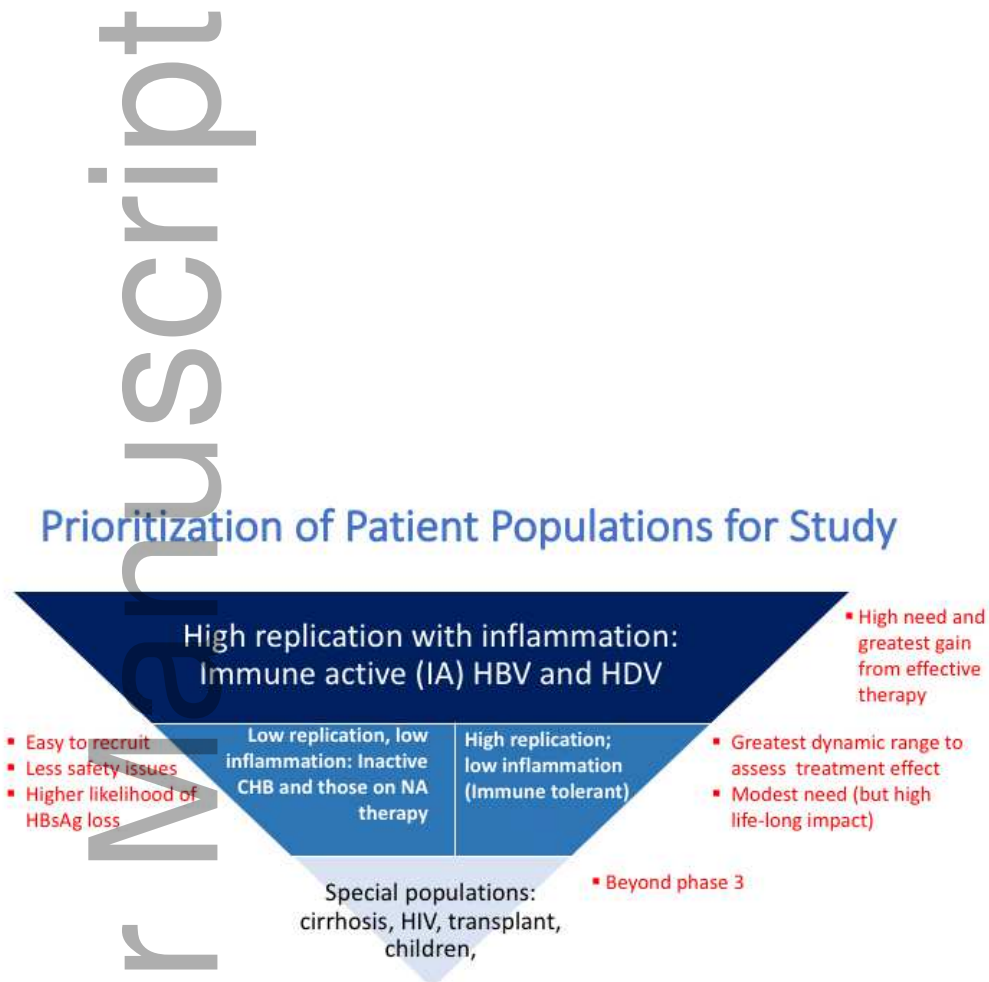 r Manuscript
Prioritization of Patient Populations for Study
High replication with inflammation:
Immune active (IA) HBV and HDV
▪ High need and
greatest gain
from effective
therapy
▪ Easy to recruit
▪ Less safety issues
▪ Higher likelihood of
HBsAg loss
Low replication, low
inflammation: Inactive
CHB and those on NA
therapy
High replication;
low inflammation
(Immune tolerant)
▪ Greatest dynamic range to
assess treatment effect
▪ Modest need (but high
life-long impact)
Special populations:
cirrhosis, HIV, transplant,
children,
▪ Beyond phase 3